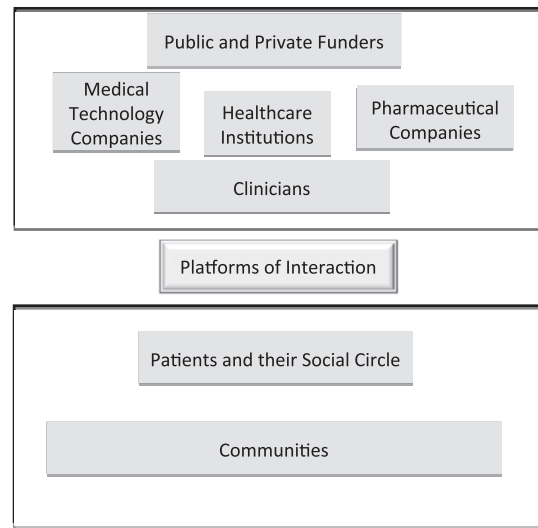 Public and Private Funders
Medical
Technology
Companies
Healthcare
Institutions
Pharmaceutical
Companies
Clinicians
Platforms of Interaction
Patients and their Social Circle
Communities